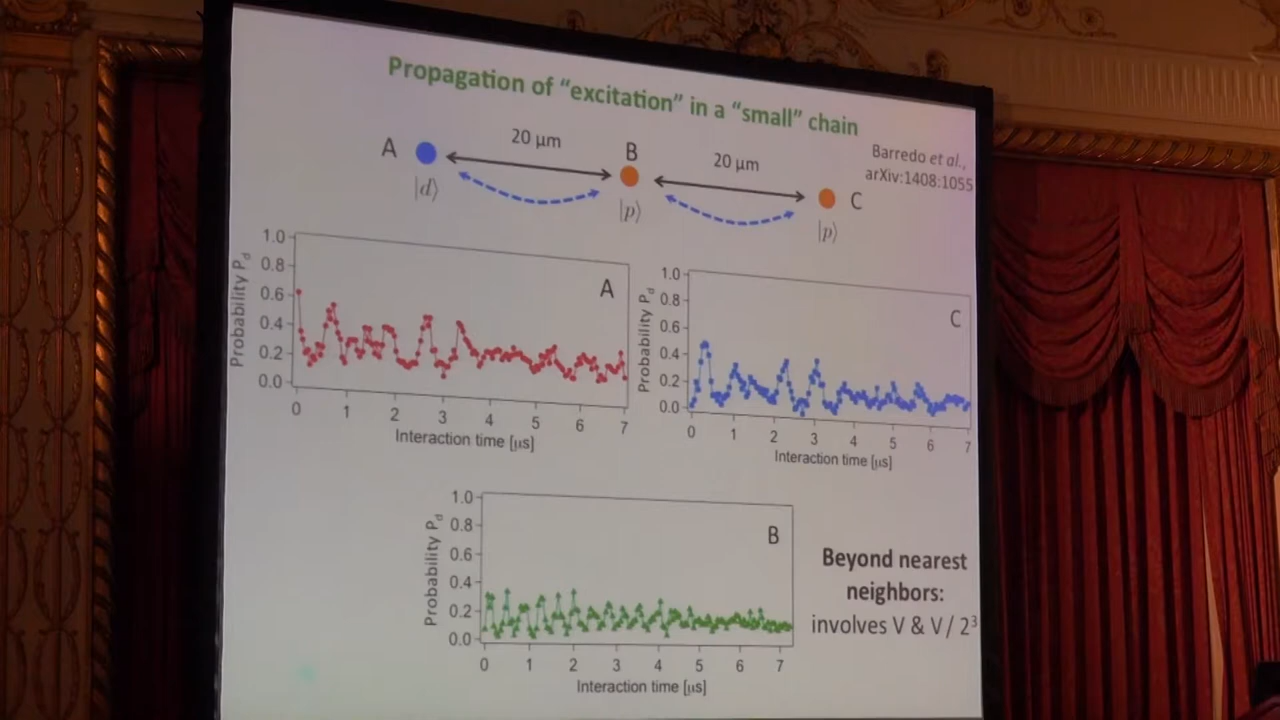 Propagation of “excitation” in a “small” chain
Barredo et al.,
arXiv:1408:1055
A
20 µm
B
20 µm
C
|d⟩
|p⟩
|p⟩
Probability Pd
1.0
0.8
0.6
0.4
0.2
0.0
A
0 1 2 3 4 5 6 7
Interaction time [µs]
Probability Pd
1.0
0.8
0.6
0.4
0.2
0.0
C
0 1 2 3 4 5 6 7
Interaction time [µs]
Probability Pd
1.0
0.8
0.6
0.4
0.2
0.0
B
0 1 2 3 4 5 6 7
Interaction time [µs]
Beyond nearest
neighbors:
involves V & V / 2³